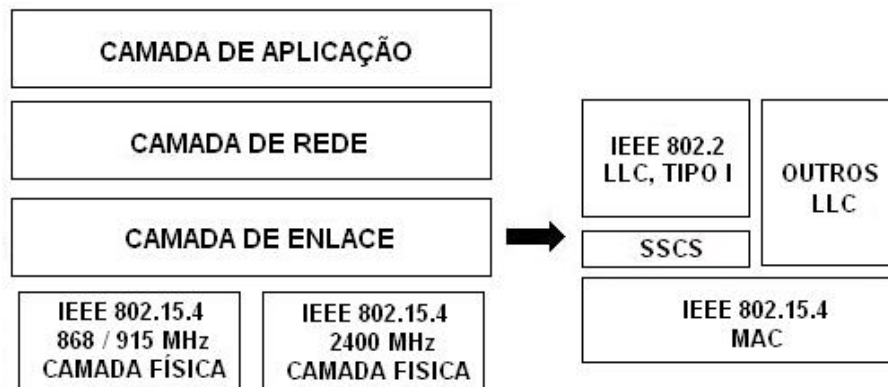 CAMADA DE APLICAÇÃO
CAMADA DE REDE
CAMADA DE ENLACE
IEEE 802.15.4
868 / 915 MHz
CAMADA FÍSICA
IEEE 802.15.4
2400 MHz
CAMADA FISICA
IEEE 802.2
LLC, TIPO I
SSCS
OUTROS
LLC
IEEE 802.15.4
MAC